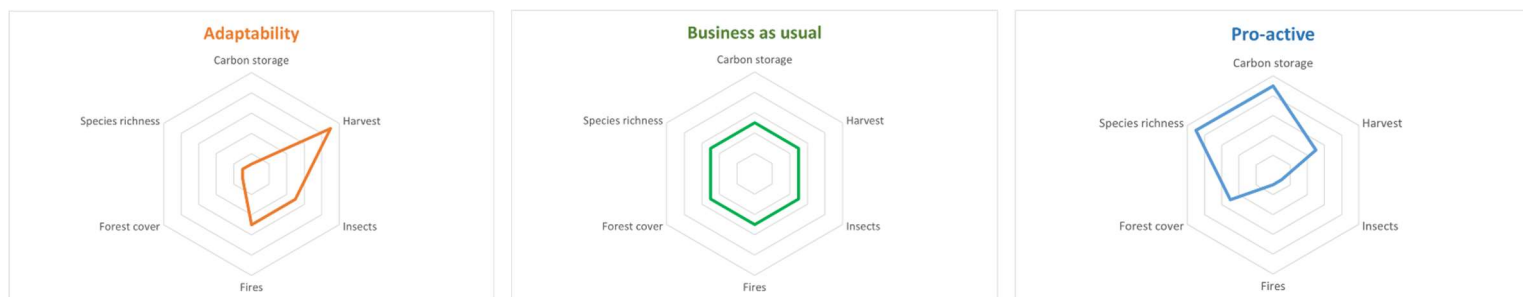 Adaptability
Carbon storage
Species richness
Harvest
Forest cover
Insects
Fires
Business as usual
Carbon storage
Species richness
Harvest
Forest cover
Insects
Fires
Pro-active
Carbon storage
Species richness
Harvest
Forest cover
Insects
Fires